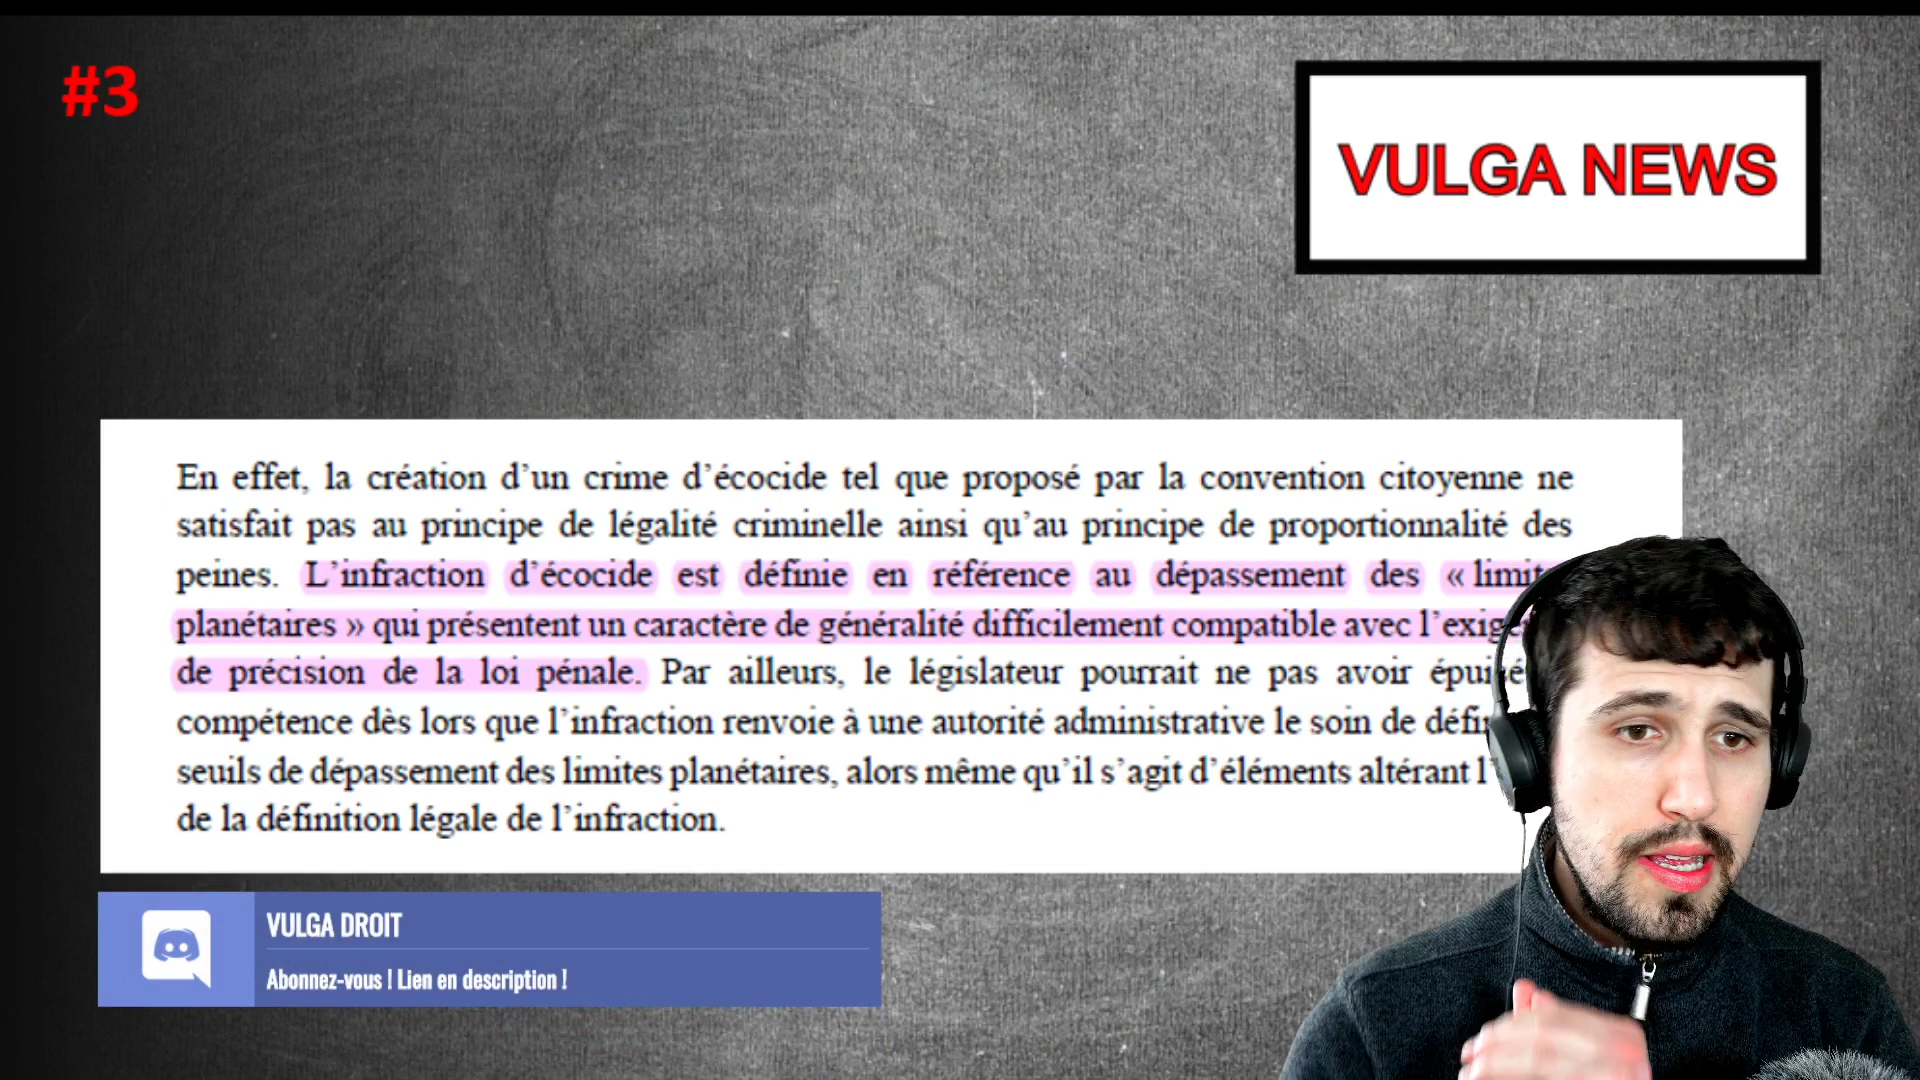 #3
VULGA NEWS
En effet, la création d’un crime d’écocide tel que proposé par la convention citoyenne ne
satisfait pas au principe de légalité criminelle ainsi qu’au principe de proportionnalité des
peines. L’infraction d’écocide est définie en référence au dépassement des « 
planétaires » qui présentent un caractère de généralité difficilement compatible avec
de précision de la loi pénale. Par ailleurs, le législateur pourrait ne pas avoir
compétence dès lors que l’infraction renvoie à une autorité administrative le soin de
seuils de dépassement des limites planétaires, alors même qu’il s’agit d’éléments altérant
de la définition légale de l’infraction.
VULGA DROIT
Abonnez-vous ! Lien en description !